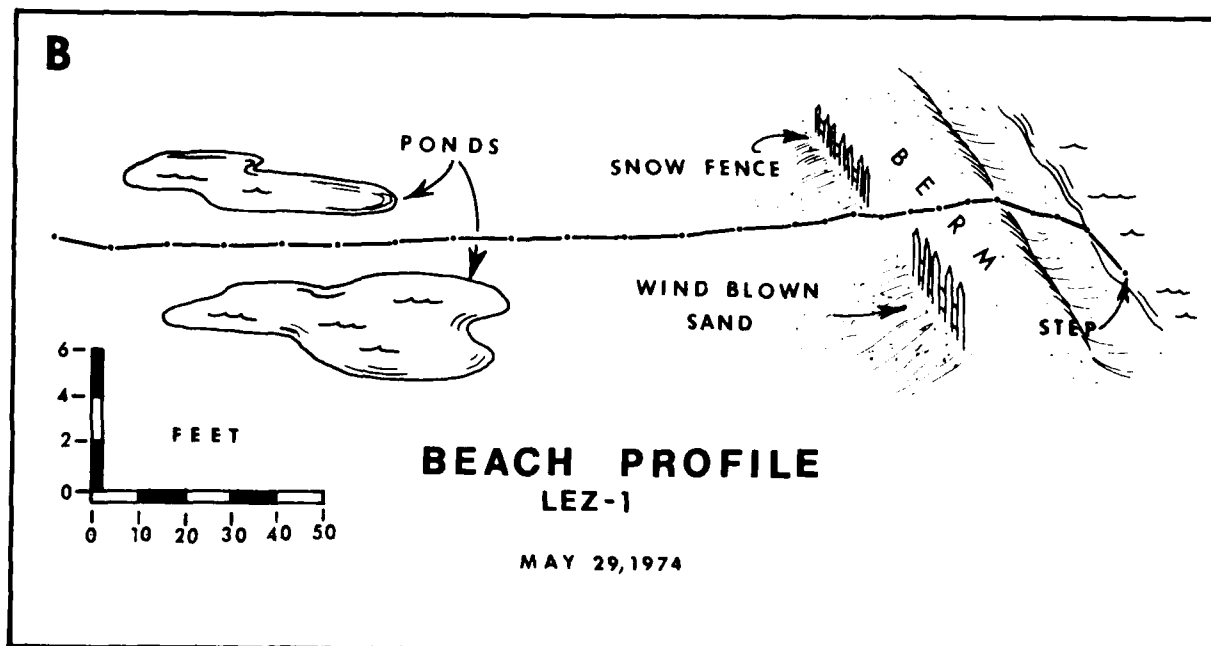 B
PONDS
SNOW FENCE
BERM
WIND BLOWN
SAND
STEP
6
4
2
0
FEET
0 10 20 30 40 50
BEACH PROFILE
LEZ-1
MAY 29, 1974